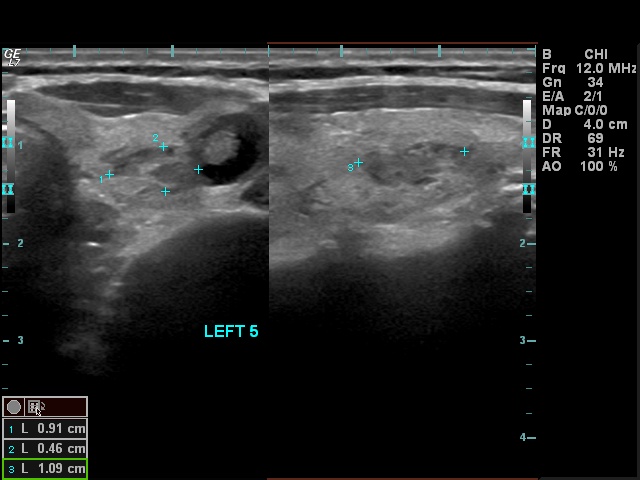 GE
L7
B CHI
Frq 12.0 MHz
Gn 34
E/A 2/1
Map C/0/0
D 4.0 cm
DR 69
FR 31 Hz
AO 100 %
1
2
3
1
2
3
2
3
4
LEFT 5
1 L 0.91 cm
2 L 0.46 cm
3 L 1.09 cm